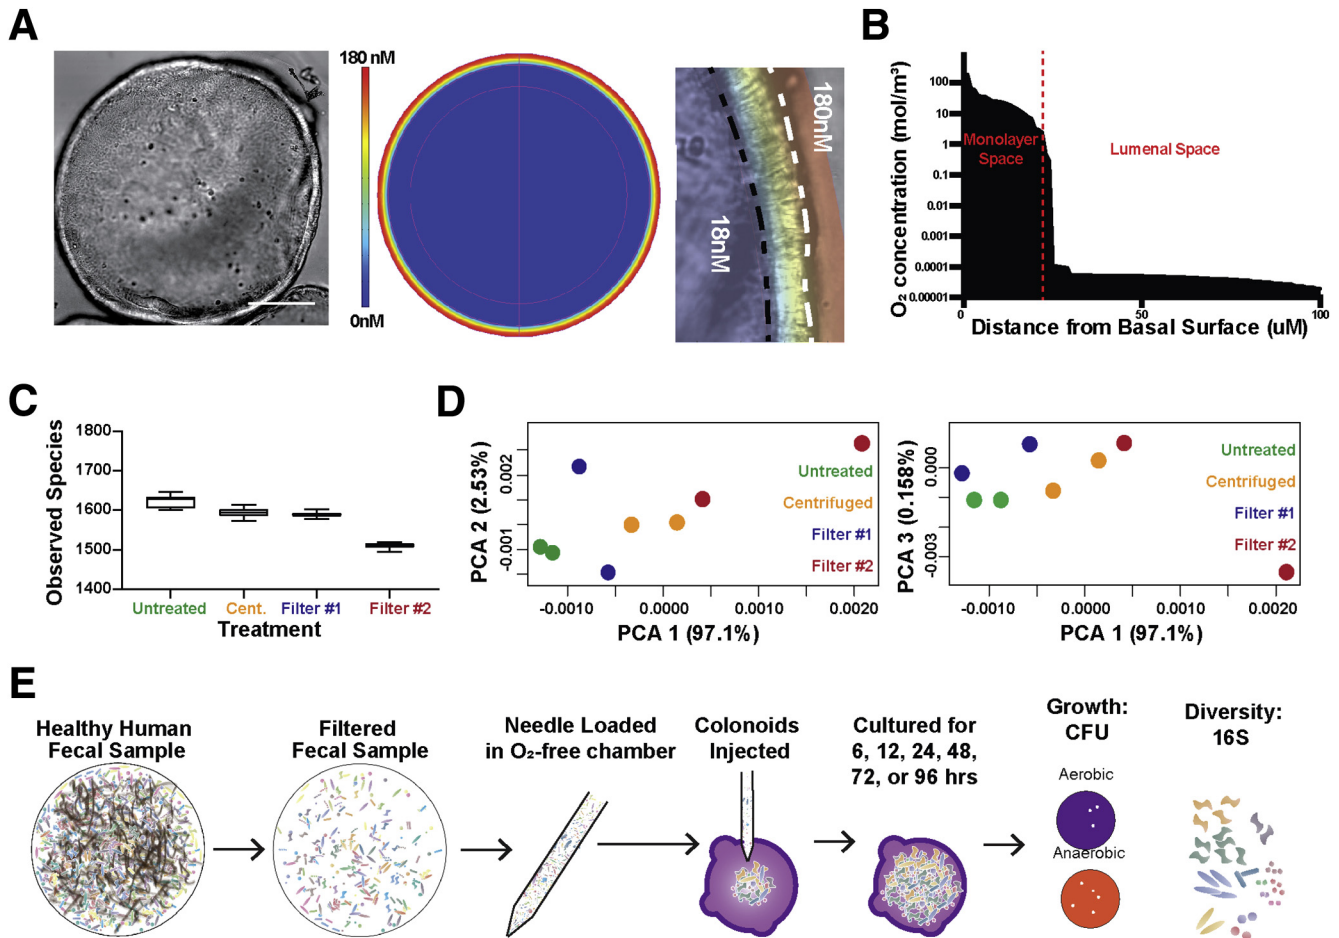 A
180 nM
0nM
180nM
18nM
B
O₂ concentration (mol/m³)
100
10
1
0.1
0.01
0.001
0.0001
0.00001
Monolayer
Space
Lumenal Space
0
50
100
Distance from Basal Surface (uM)
C
Observed Species
1800
1700
1600
1500
1400
Untreated
Cent.
Filter #1
Filter #2
Treatment
D
PCA 2 (2.53%)
0.002
-0.001
Untreated
Centrifuged
Filter #1
Filter #2
-0.0010
0.0000
0.0010
0.0020
PCA 1 (97.1%)
PCA 3 (0.158%)
0.000
-0.003
Untreated
Centrifuged
Filter #1
Filter #2
-0.0010
0.0000
0.0010
0.0020
PCA 1 (97.1%)
E
Healthy Human
Fecal Sample
Filtered
Fecal Sample
Needle Loaded
in O₂-free chamber
Colonoids
Injected
Cultured for
6, 12, 24, 48,
72, or 96 hrs
Growth:
CFU
Aerobic
Anaerobic
Diversity:
16S